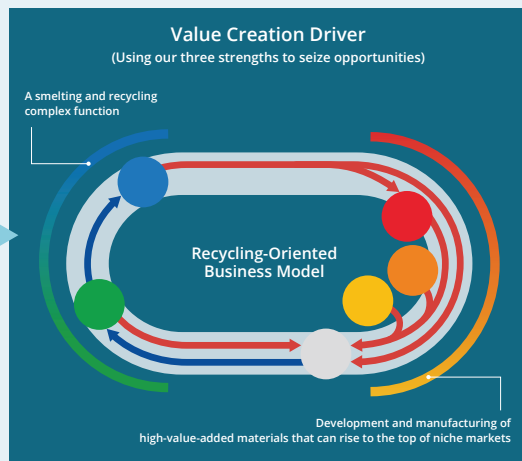 Value Creation Driver
(Using our three strengths to seize opportunities)
A smelting and recycling
complex function
Recycling-Oriented
Business Model
Development and manufacturing of
high-value-added materials that can rise to the top of niche markets